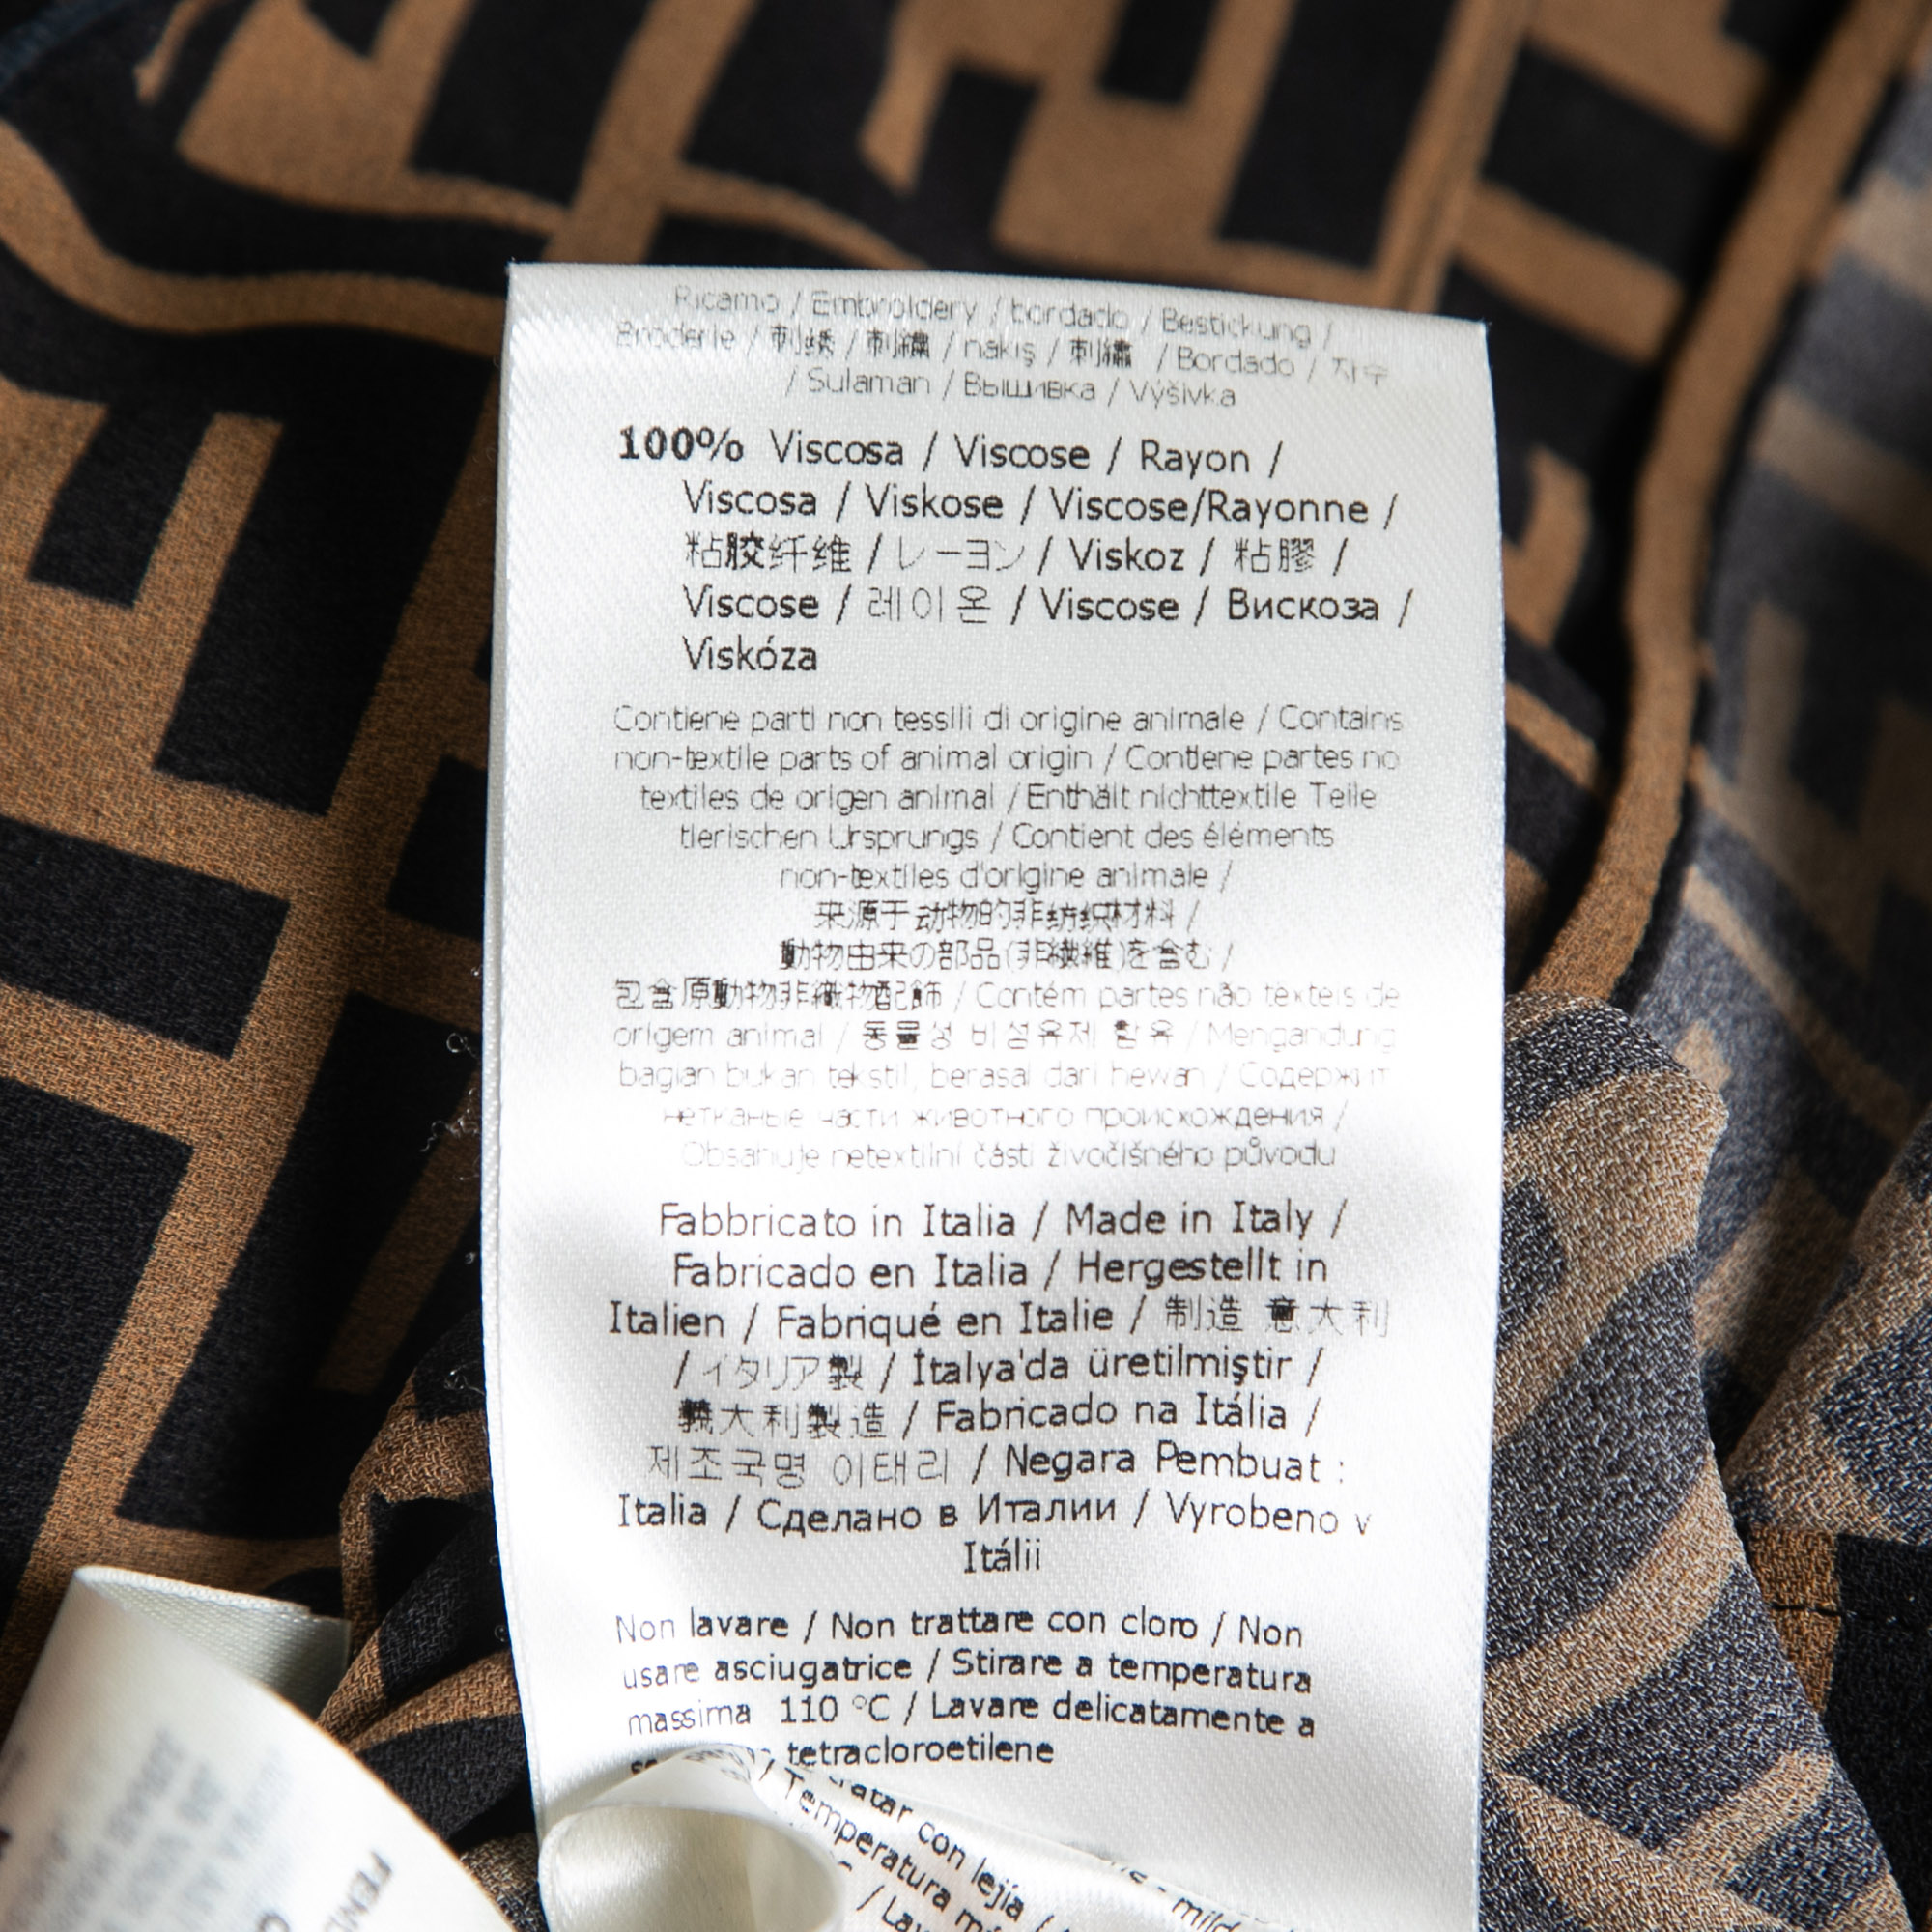 Ricamo / Embroidery / bordado / Bestickung /
Broderie / 刺绣 / 刺繍 / nakış / 刺繡 / Bordado / 자수
/ Sulaman / Вышивка / Výšivka
100% Viscosa / Viscose / Rayon /
Viscosa / Viskose / Viscose/Rayonne /
粘胶纤维 / レーヨン / Viskoz / 粘膠 /
Viscose / 레이온 / Viscose / Вискоза /
Viskóza
Contiene parti non tessili di origine animale / Contains
non-textile parts of animal origin / Contiene partes no
textiles de origen animal / Enthält nichttextile Teile
tierischen Ursprungs / Contient des éléments
non-textiles d'origine animale /
来源于动物的非纺织材料 /
動物由来の部品(非繊維)を含む /
包含原動物非織物配飾 / Contém partes não têxteis de
origem animal / 동물성 비섬유제 함유 / Mengandung
bagian bukan tekstil, berasal dari hewan / Содержит
нетканые части животного происхождения /
Obsahuje netextilní části živočišného původu
Fabbricato in Italia / Made in Italy /
Fabricado en Italia / Hergestellt in
Italien / Fabriqué en Italie / 制造 意大利
/ イタリア製 / İtalya'da üretilmiştir /
義大利製造 / Fabricado na Itália /
제조국명 이태리 / Negara Pembuat :
Italia / Сделано в Италии / Vyrobeno v
Itálii
Non lavare / Non trattare con cloro / Non
usare asciugatrice / Stirare a temperatura
massima 110 °C / Lavare delicatamente a
tetracloroetilene
con lejía /
/ Temperatura